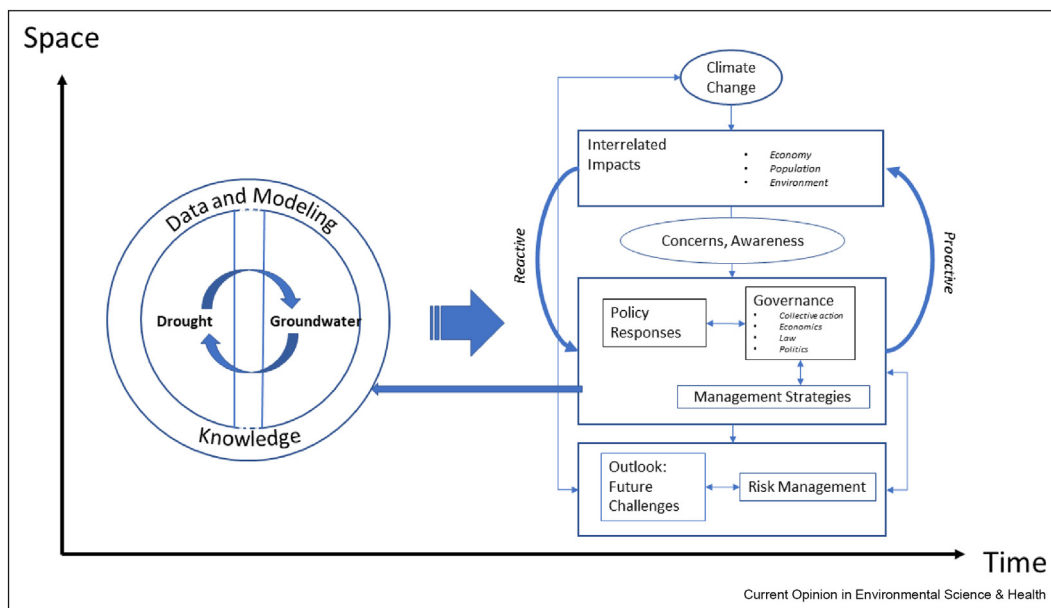 Space
Climate
Change
Interrelated
Impacts
• Economy
• Population
• Environment
Data and Modeling
Concerns, Awareness
Reactive
Proactive
Drought
Groundwater
Policy
Responses
Governance
• Collective action
• Economics
• Law
• Politics
Management Strategies
Knowledge
Outlook:
Future
Challenges
Risk Management
Time
Current Opinion in Environmental Science & Health